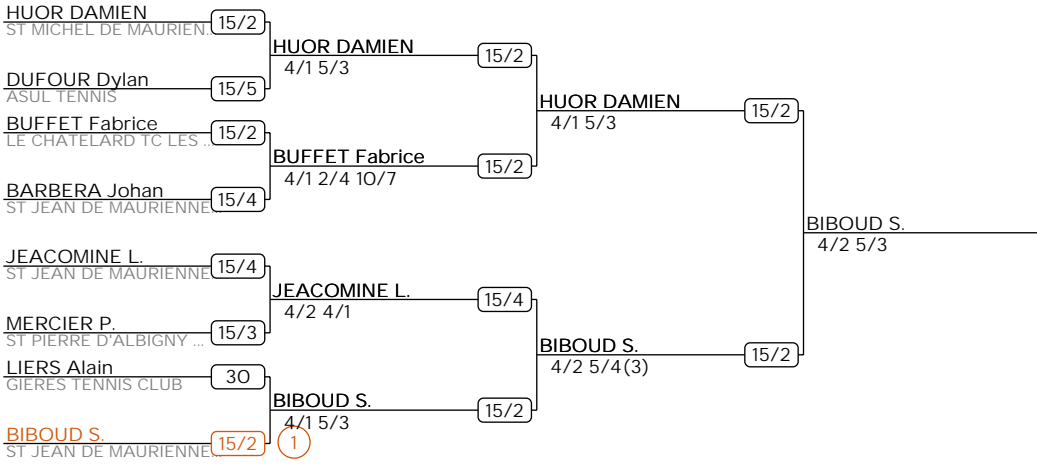 HUOR DAMIEN
ST MICHEL DE MAURIEN...
15/2
DUFOUR Dylan
ASUL TENNIS
15/5
HUOR DAMIEN
4/1 5/3
15/2
BUFFET Fabrice
LE CHATELARD TC LES ...
15/2
BARBERA Johan
ST JEAN DE MAURIENNE...
15/4
BUFFET Fabrice
4/1 2/4 10/7
15/2
HUOR DAMIEN
4/1 5/3
15/2
JEACOMINE L.
ST JEAN DE MAURIENNE...
15/4
MERCIER P.
ST PIERRE D'ALBIGNY ...
15/3
JEACOMINE L.
4/2 4/1
15/4
LIERS Alain
GIERES TENNIS CLUB
30
BIBOUD S.
ST JEAN DE MAURIENNE...
15/2
1
BIBOUD S.
4/1 5/3
15/2
BIBOUD S.
4/2 5/4(3)
15/2
BIBOUD S.
4/2 5/3